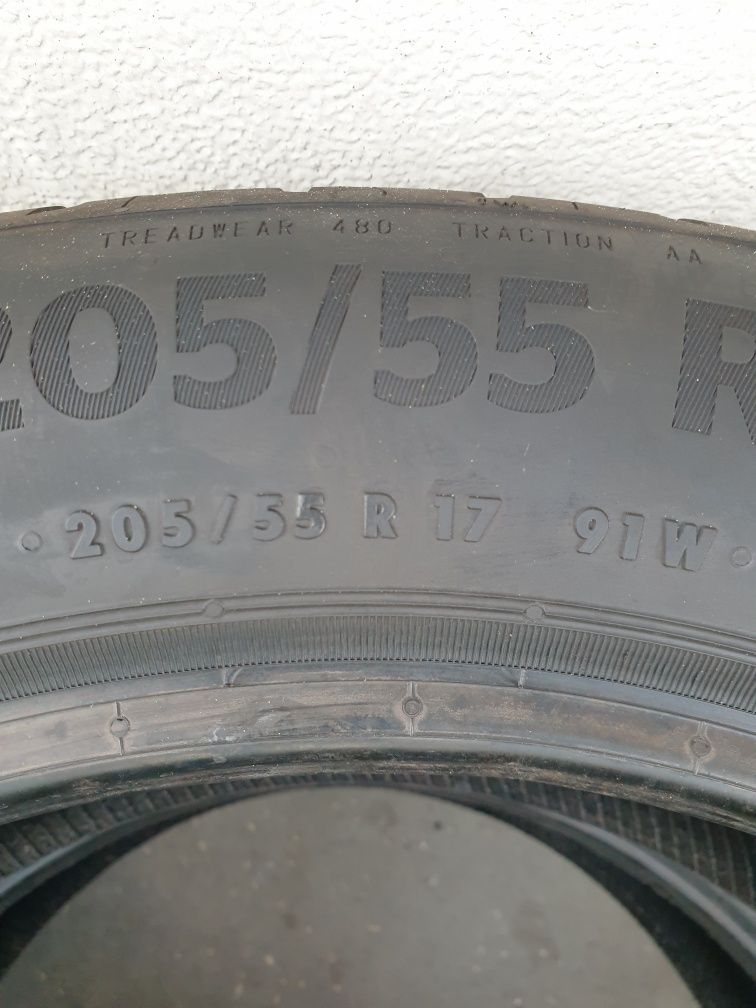 TREADWEAR 480 TRACTION AA
205/55 R
205/55 R 17 91W